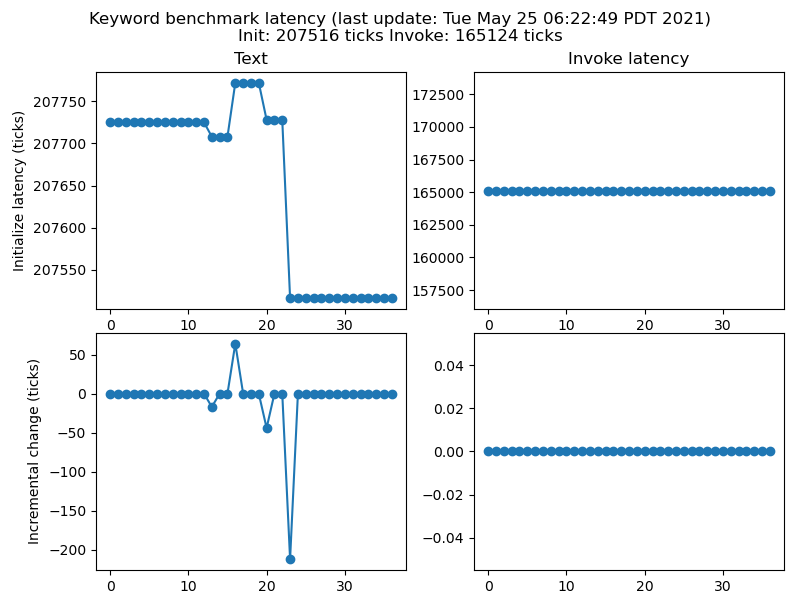 Keyword benchmark latency (last update: Tue May 25 06:22:49 PDT 2021)
Init: 207516 ticks Invoke: 165124 ticks
Text
Invoke latency
Initialize latency (ticks)
207750
207700
207650
207600
207550
0 10 20 30
172500
170000
167500
165000
162500
160000
157500
0 10 20 30
Incremental change (ticks)
50
0
−50
−100
−150
−200
0 10 20 30
0.04
0.02
0.00
−0.02
−0.04
0 10 20 30